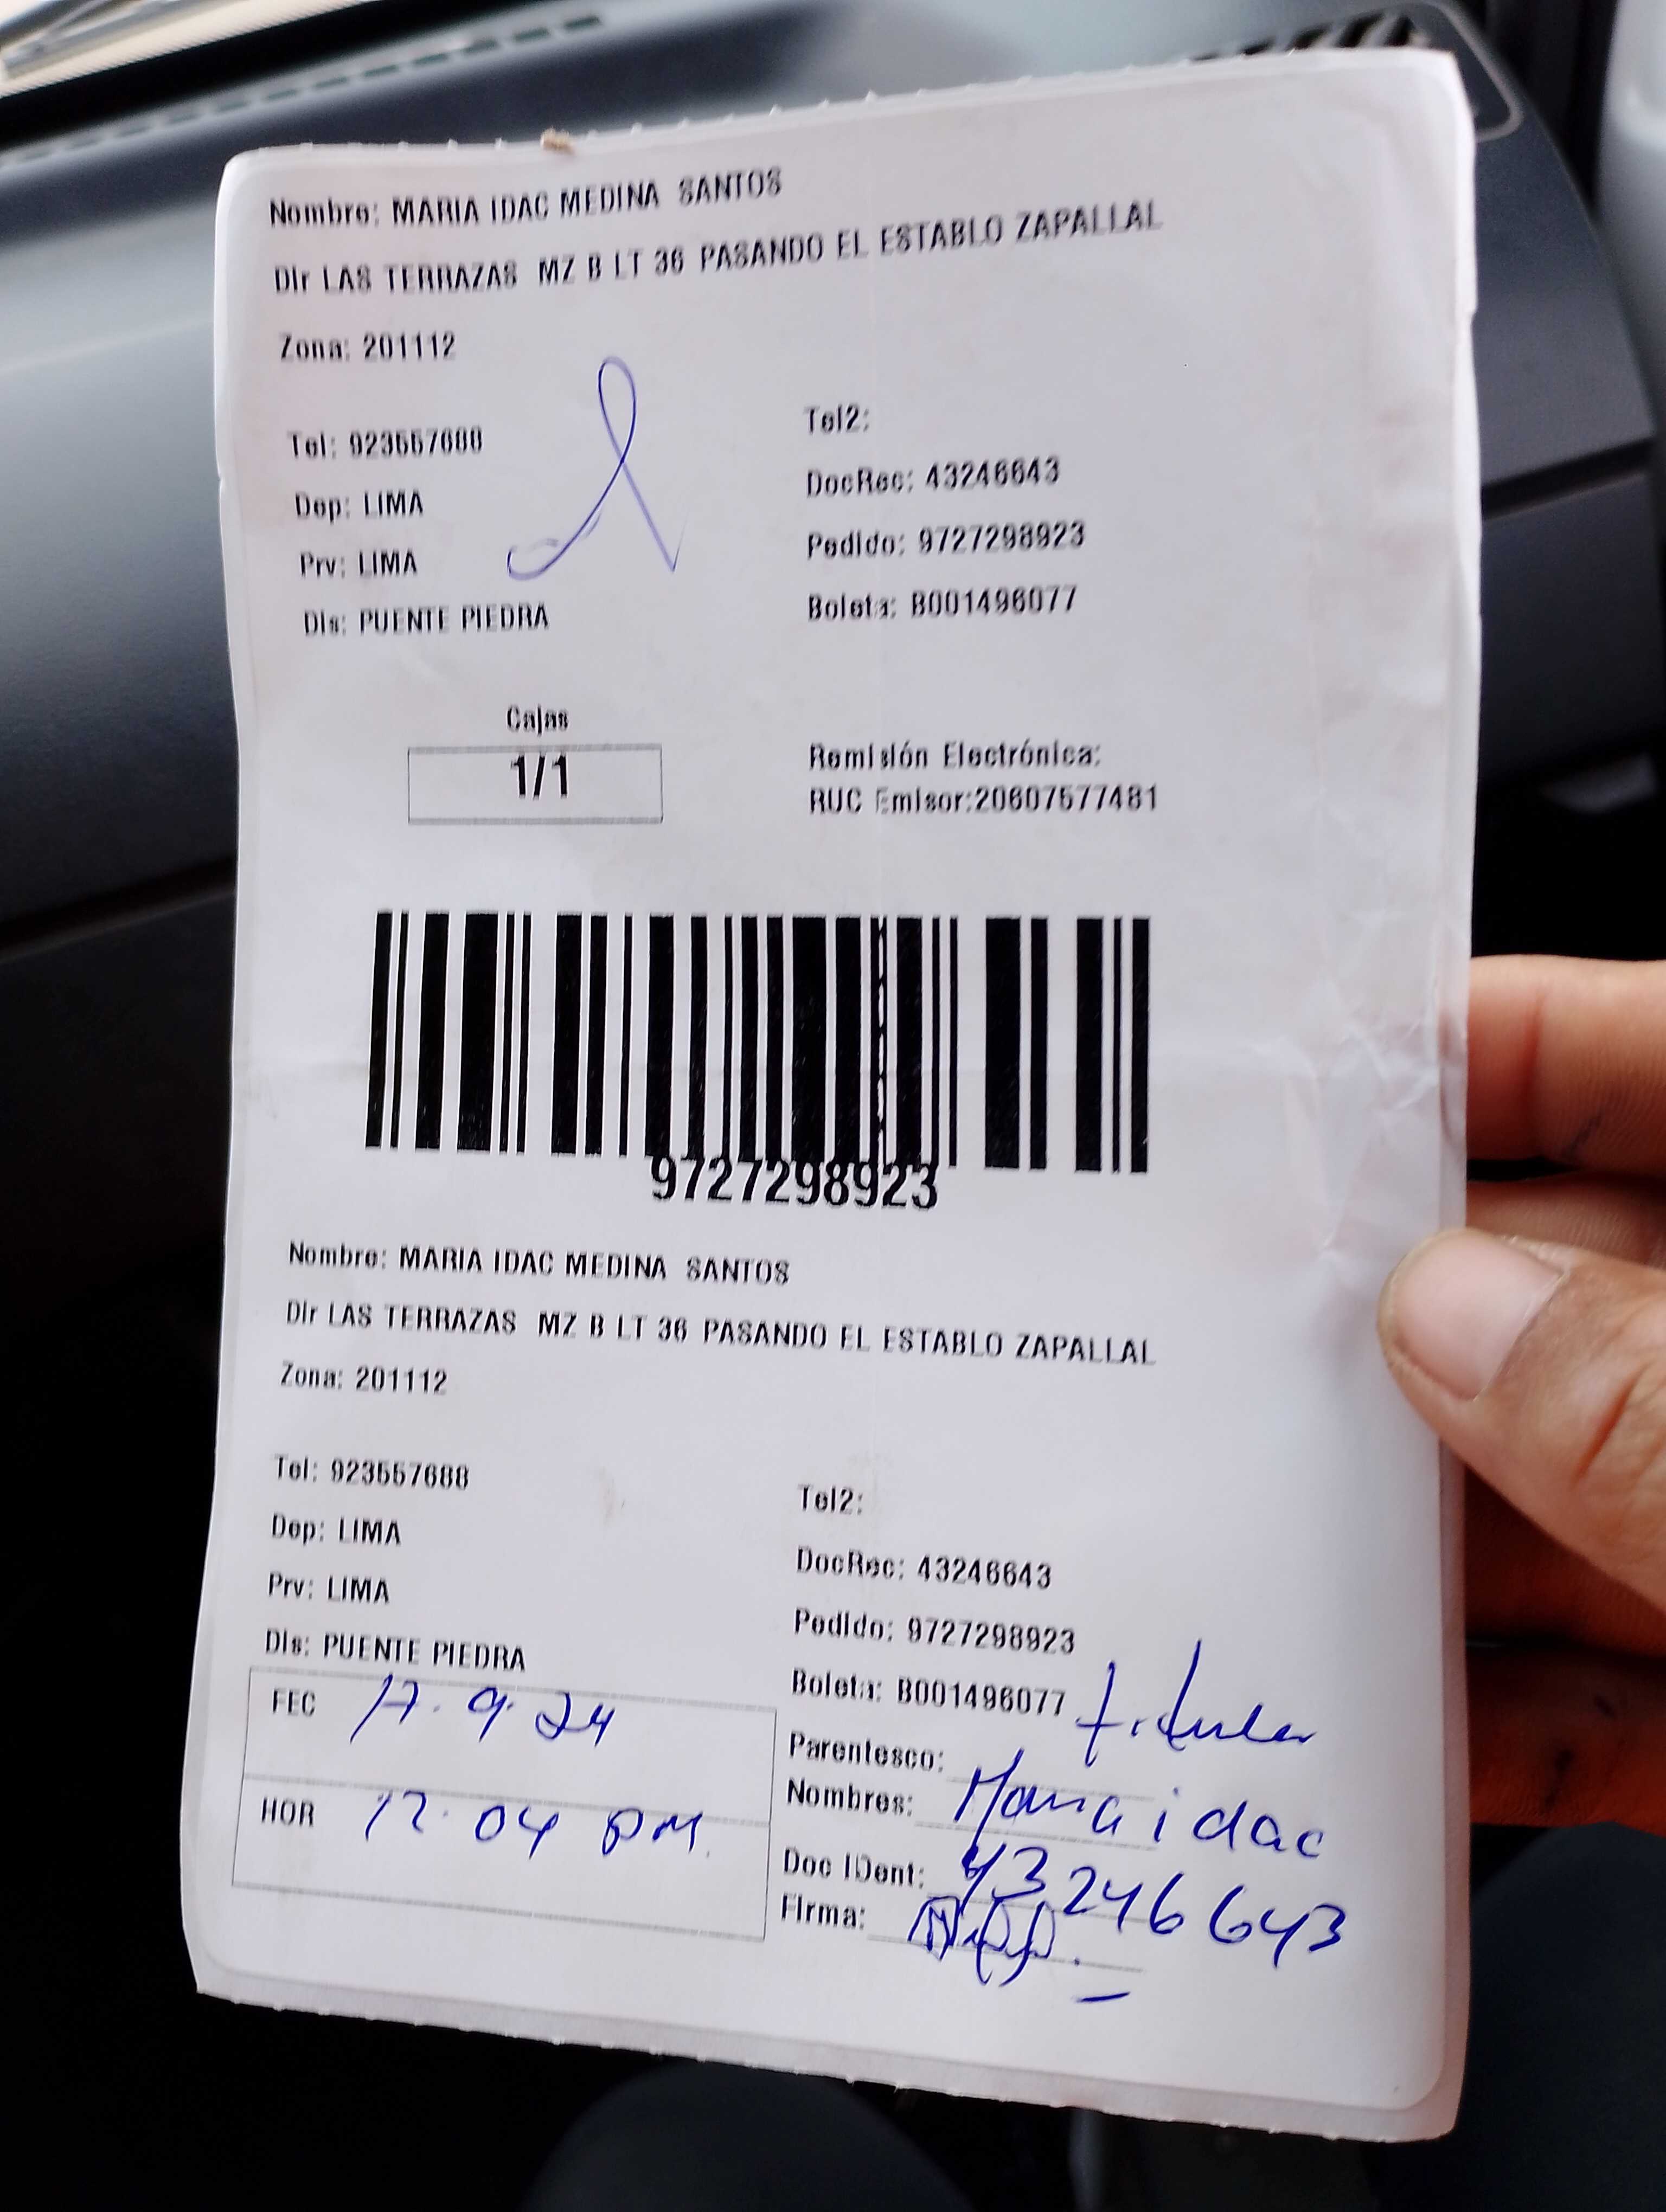 Nombre: MARIA IDAC MEDINA SANTOS
Dir LAS TERRAZAS MZ B LT 36 PASANDO EL ESTABLO ZAPALLAL
Zona: 201112
Tel: 923557688
Tel2:
Dep: LIMA
DocRec: 43246643
Prv: LIMA
Pedido: 9727298923
Dis: PUENTE PIEDRA
Boleta: B001496077
Cajas
1/1
Remisión Electrónica:
RUC Emisor:20607577481
9727298923
Nombre: MARIA IDAC MEDINA SANTOS
Dir LAS TERRAZAS MZ B LT 36 PASANDO EL ESTABLO ZAPALLAL
Zona: 201112
Tel: 923557688
Tel2:
Dep: LIMA
DocRec: 43246643
Prv: LIMA
Pedido: 9727298923
Dis: PUENTE PIEDRA
Boleta: B001496077
FEC 17.9.24
Parentesco: titular
Nombres: Maria idac
HOR 12.04 PM.
Doc IDent: 43246643
Firma: